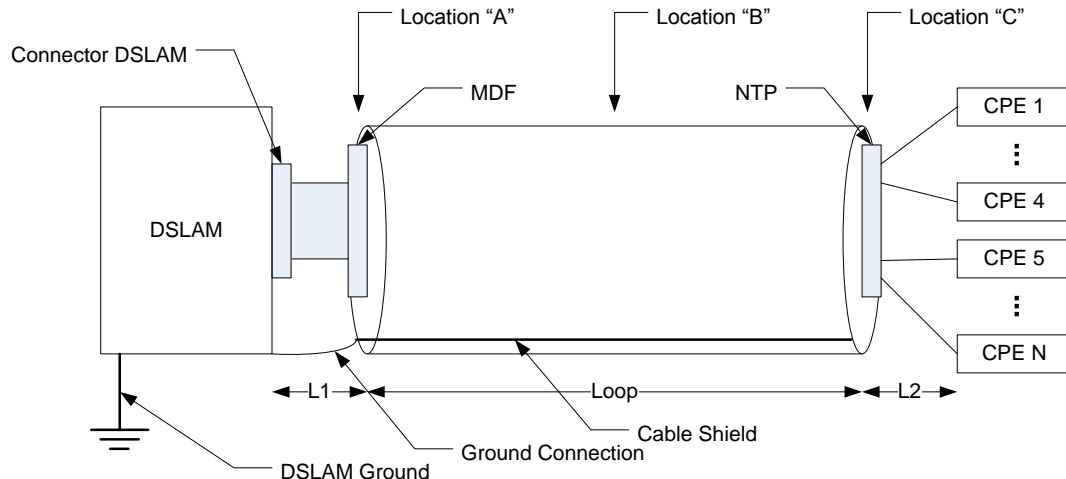 Location “A”
Location “B”
Location “C”
Connector DSLAM
MDF
NTP
CPE 1
CPE 4
DSLAM
CPE 5
CPE N
L1
Loop
L2
Cable Shield
Ground Connection
DSLAM Ground